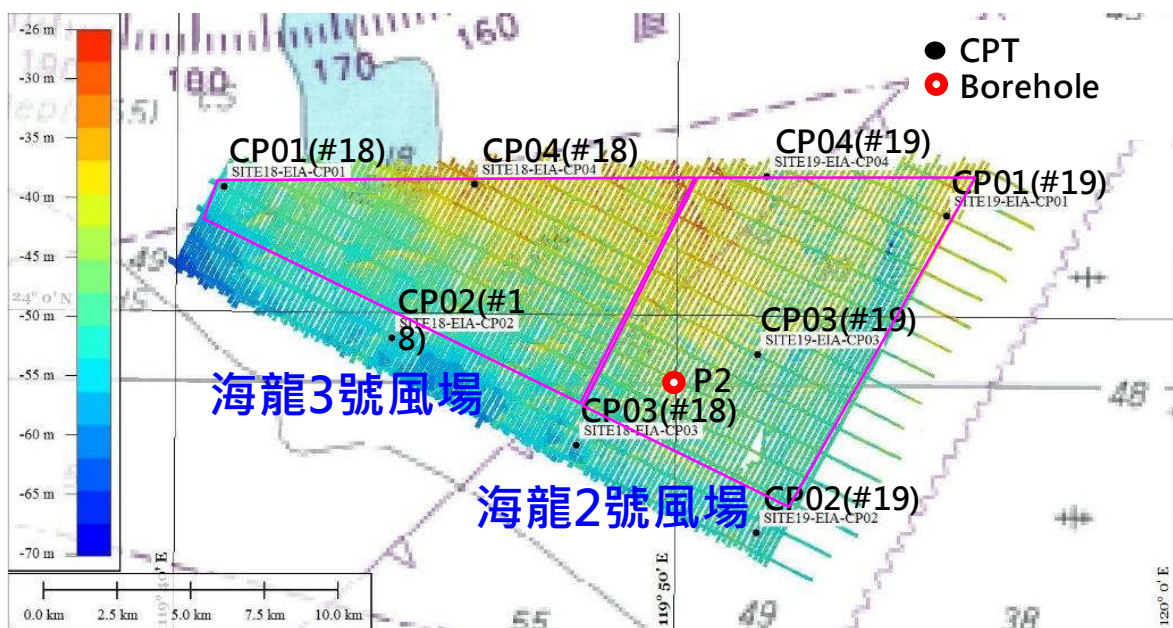 -26 m
-30 m
-35 m
-40 m
-45 m
-50 m
-55 m
-60 m
-65 m
-70 m
180
170
160
CPT
Borehole
CP01(#18)
SITE18-EIA-CP01
CP04(#18)
SITE18-EIA-CP04
CP04(#19)
SITE19-EIA-CP04
CP01(#19)
SITE19-EIA-CP01
49
24° 0' N
CP02(#1
8)
SITE18-EIA-CP02
CP03(#19)
SITE19-EIA-CP03
P2
48
海龍3號風場
CP03(#18)
SITE18-EIA-CP03
海龍2號風場
CP02(#19)
SITE19-EIA-CP02
119° 40' E
119° 50' E
120° 0' E
0.0 km 2.5 km 5.0 km 7.5 km 10.0 km
55
49
38